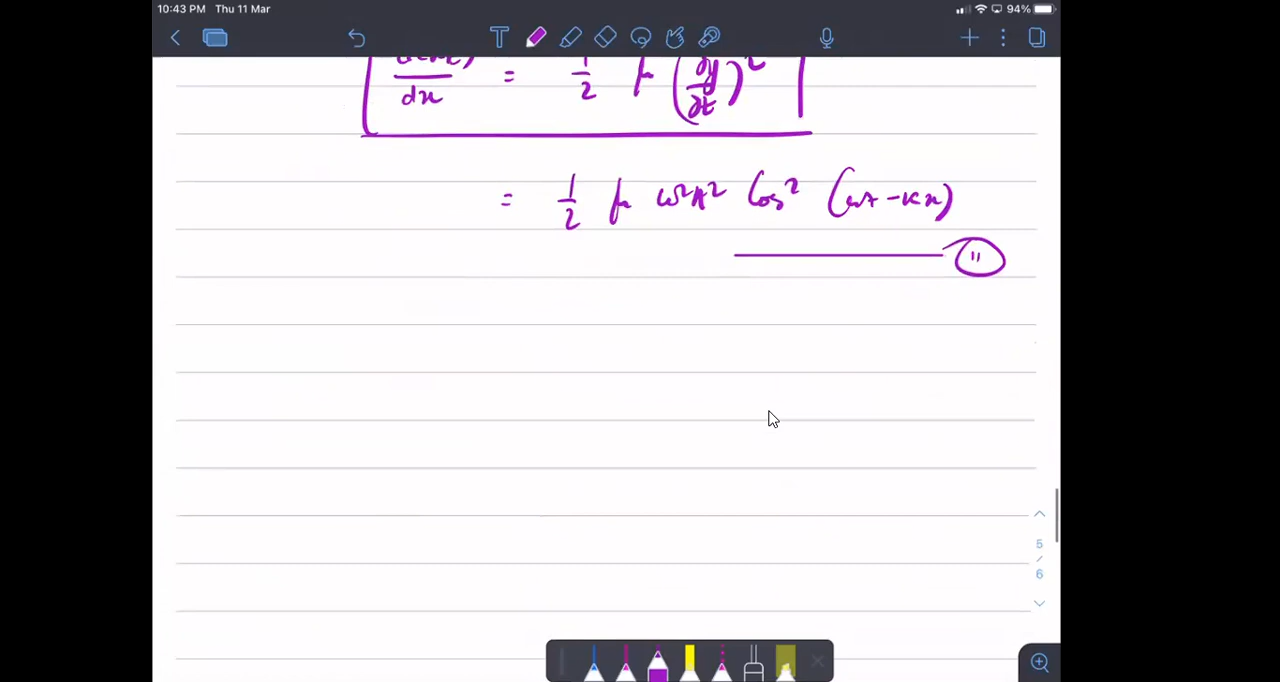 10:43 PM Thu 11 Mar 94%
T
dx = 1/2 μ (∂y/∂t)²
= 1/2 μ ω²A² Cos² (ωt - kx)
11
5
6